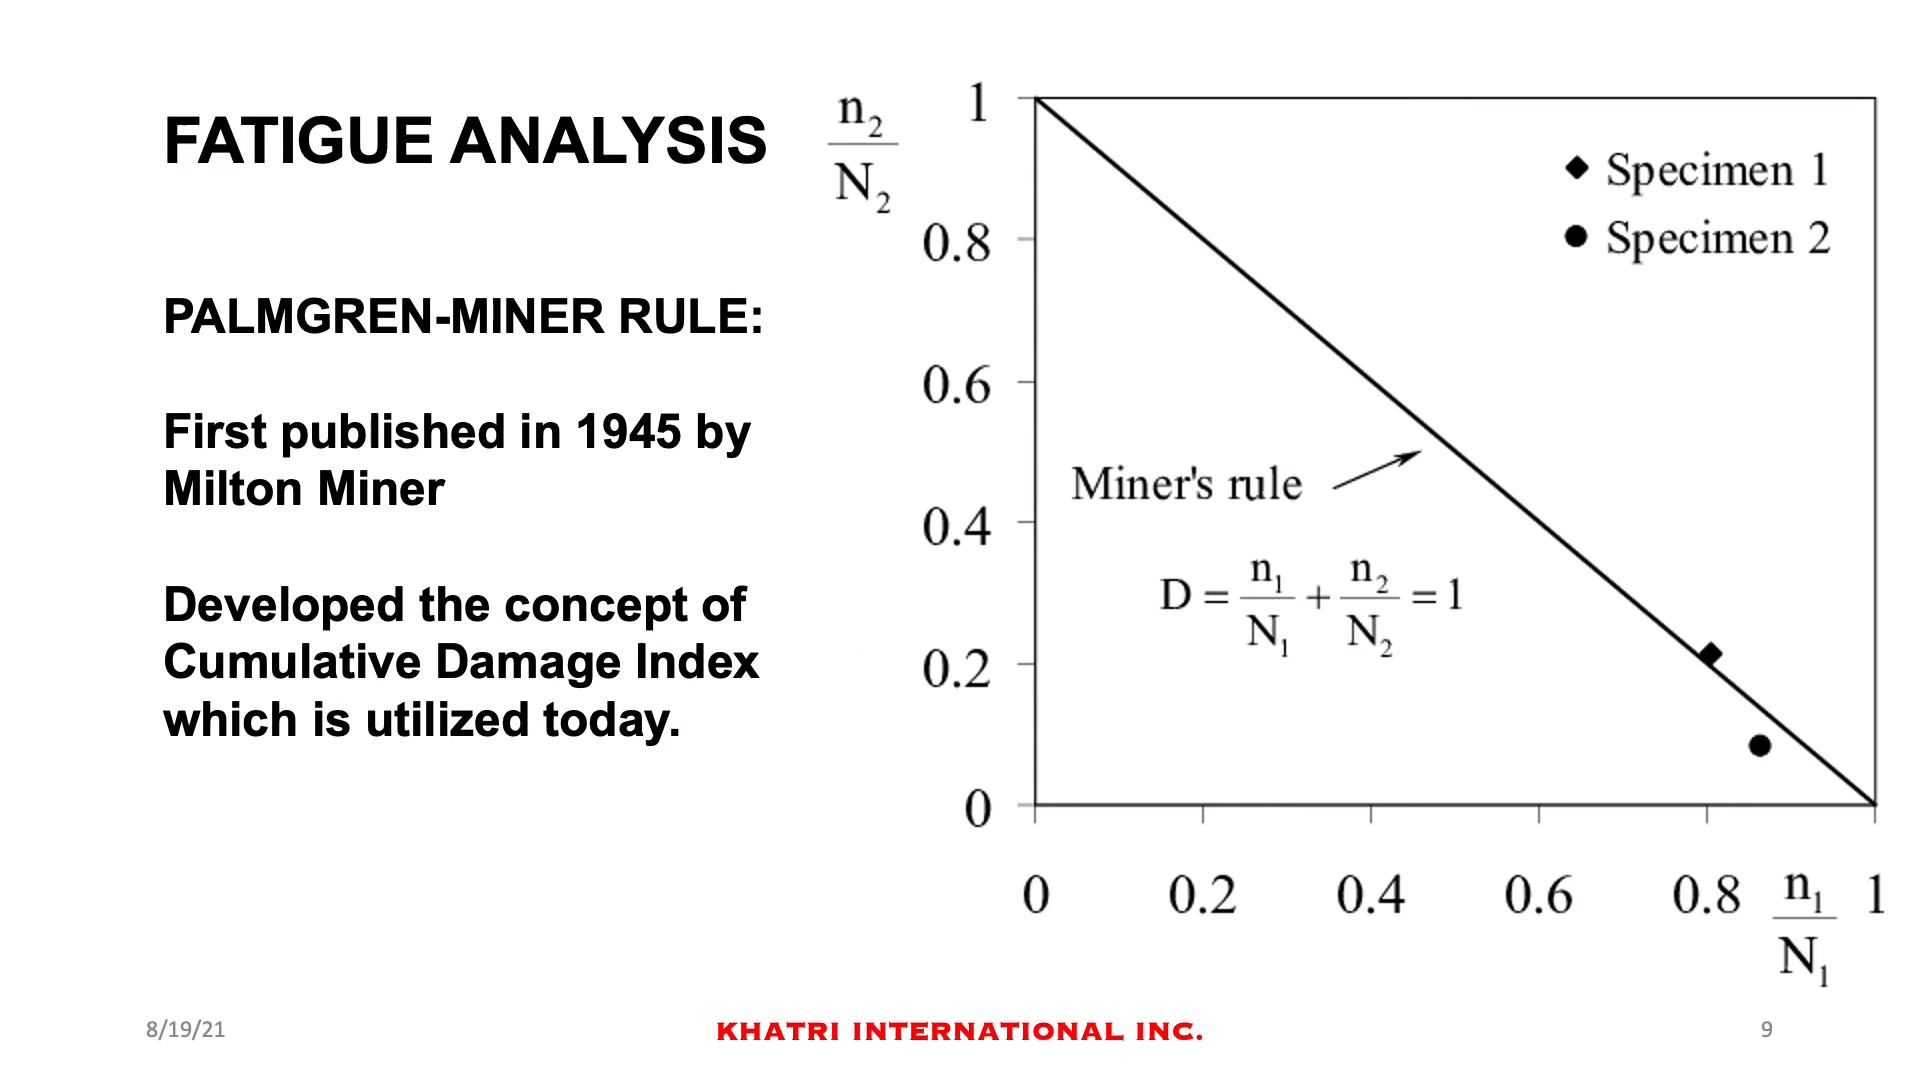 FATIGUE ANALYSIS
PALMGREN-MINER RULE:
First published in 1945 by
Milton Miner
Developed the concept of
Cumulative Damage Index
which is utilized today.
n₂
N₂
1
0.8
0.6
0.4
0.2
0
Specimen 1
Specimen 2
Miner's rule
D = n₁/N₁ + n₂/N₂ = 1
0 0.2 0.4 0.6 0.8 1
n₁
N₁
8/19/21
KHATRI INTERNATIONAL INC.
9